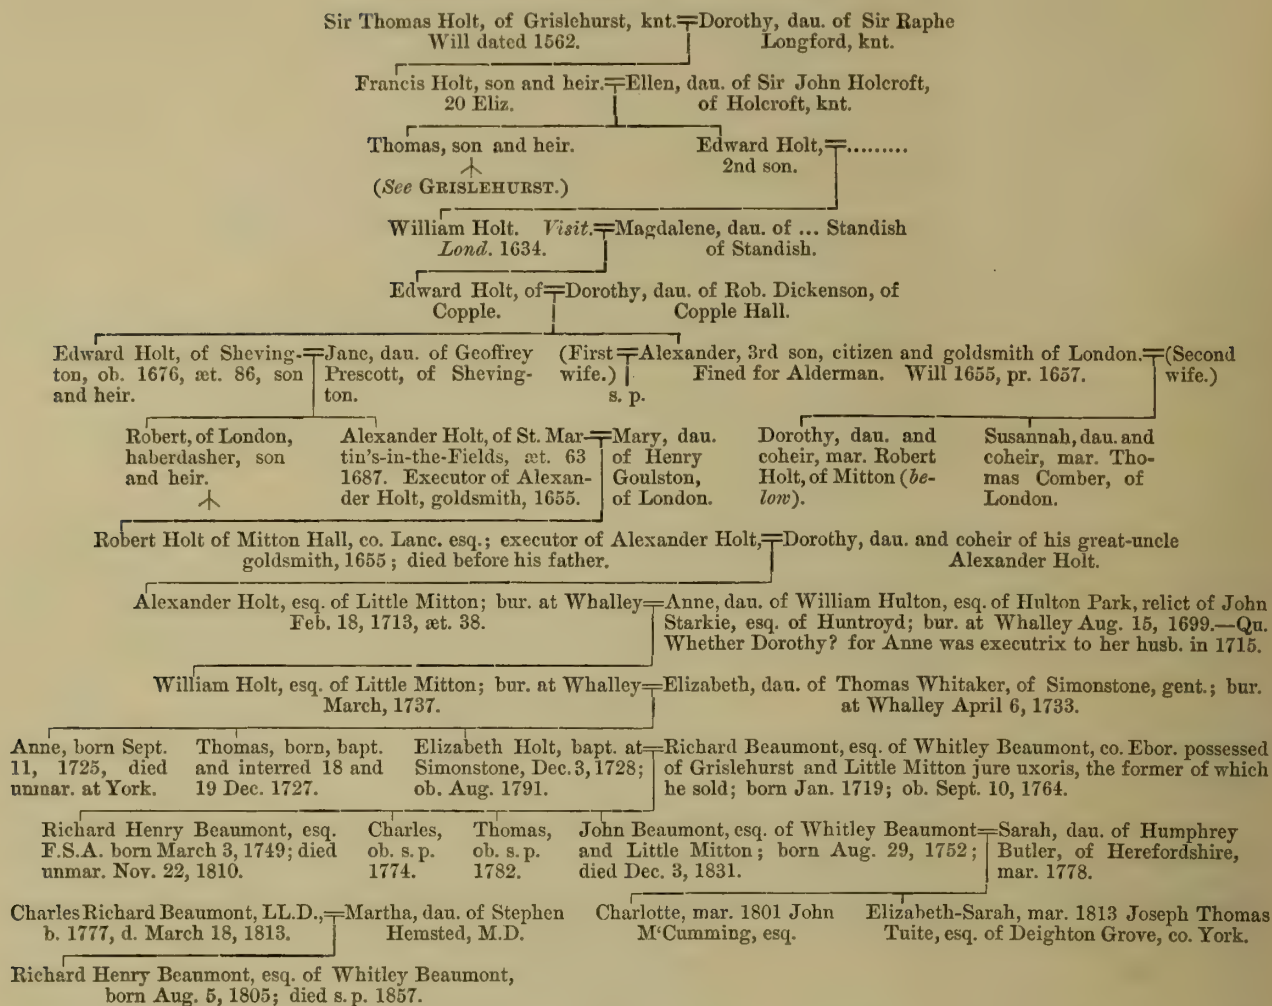 Sir Thomas Holt, of Grislehurst, knt.=Dorothy, dau. of Sir Raphe
Will dated 1562. Longford, knt.
Francis Holt, son and heir.=Ellen, dau. of Sir John Holcroft,
20 Eliz. of Holcroft, knt.
Thomas, son and heir.
(See GRISLEHURST.)
Edward Holt,=.........
2nd son.
William Holt. Visit.=Magdalene, dau. of ... Standish
Lond. 1634. of Standish.
Edward Holt, of=Dorothy, dau. of Rob. Dickenson, of
Copple. Copple Hall.
Edward Holt, of Sheving-
ton, ob. 1676, æt. 86, son
and heir.
=Jane, dau. of Geoffrey
Prescott, of Sheving-
ton.
(First
wife.)
s. p.
=Alexander, 3rd son, citizen and goldsmith of London.=
Fined for Alderman. Will 1655, pr. 1657.
(Second
wife.)
Robert, of London,
haberdasher, son
and heir.
Alexander Holt, of St. Mar-
tin's-in-the-Fields, æt. 63
1687. Executor of Alexan-
der Holt, goldsmith, 1655.
=Mary, dau.
of Henry
Goulston,
of London.
Dorothy, dau. and
coheir, mar. Robert
Holt, of Mitton (be-
low).
Susannah, dau. and
coheir, mar. Tho-
mas Comber, of
London.
Robert Holt of Mitton Hall, co. Lanc. esq.; executor of Alexander Holt,=Dorothy, dau. and coheir of his great-uncle
goldsmith, 1655; died before his father. Alexander Holt.
Alexander Holt, esq. of Little Mitton; bur. at Whalley
Feb. 18, 1713, æt. 38.
=Anne, dau. of William Hulton, esq. of Hulton Park, relict of John
Starkie, esq. of Huntroyd; bur. at Whalley Aug. 15, 1699.—Qu.
Whether Dorothy? for Anne was executrix to her husb. in 1715.
William Holt, esq. of Little Mitton; bur. at Whalley=Elizabeth, dau. of Thomas Whitaker, of Simonstone, gent.; bur.
March, 1737. at Whalley April 6, 1733.
Anne, born Sept.
11, 1725, died
unmar. at York.
Thomas, born, bapt.
and interred 18 and
19 Dec. 1727.
Elizabeth Holt, bapt. at
Simonstone, Dec. 3, 1728;
ob. Aug. 1791.
=Richard Beaumont, esq. of Whitley Beaumont, co. Ebor. possessed
of Grislehurst and Little Mitton jure uxoris, the former of which
he sold; born Jan. 1719; ob. Sept. 10, 1764.
Richard Henry Beaumont, esq.
F.S.A. born March 3, 1749; died
unmar. Nov. 22, 1810.
Charles,
ob. s. p.
1774.
Thomas,
ob. s. p.
1782.
John Beaumont, esq. of Whitley Beaumont
and Little Mitton; born Aug. 29, 1752;
died Dec. 3, 1831.
=Sarah, dau. of Humphrey
Butler, of Herefordshire,
mar. 1778.
Charles Richard Beaumont, LL.D.,=Martha, dau. of Stephen
b. 1777, d. March 18, 1813. Hemsted, M.D.
Charlotte, mar. 1801 John
M'Cumming, esq.
Elizabeth-Sarah, mar. 1813 Joseph Thomas
Tuite, esq. of Deighton Grove, co. York.
Richard Henry Beaumont, esq. of Whitley Beaumont,
born Aug. 5, 1805; died s. p. 1857.